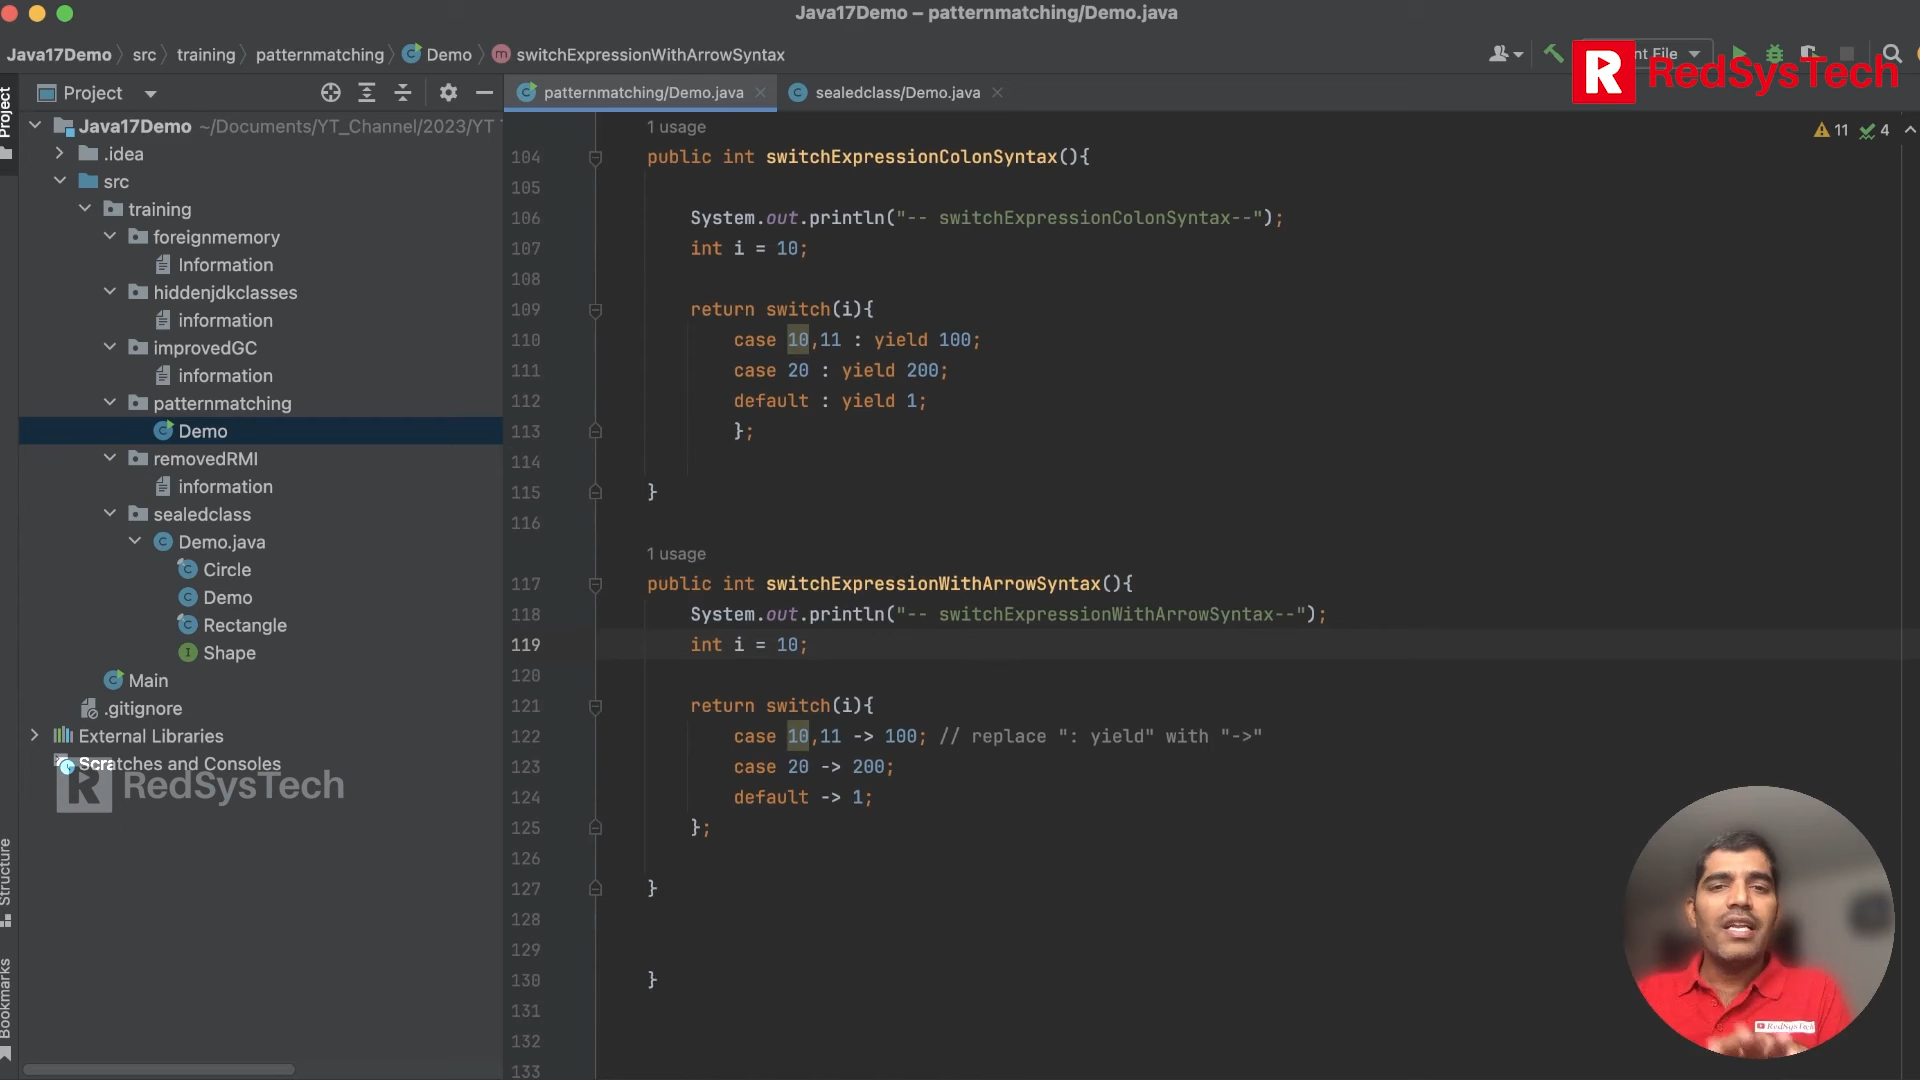 Java17Demo – patternmatching/Demo.java
Java17Demo
src
training
patternmatching
Demo
switchExpressionWithArrowSyntax
nt File
RedSysTech
Project
Project
patternmatching/Demo.java
sealedclass/Demo.java
Java17Demo ~/Documents/YT_Channel/2023/YT
.idea
src
training
foreignmemory
Information
hiddenjdkclasses
information
improvedGC
information
patternmatching
Demo
removedRMI
information
sealedclass
Demo.java
Circle
Demo
Rectangle
Shape
Main
.gitignore
External Libraries
Scratches and Consoles
RedSysTech
Structure
Bookmarks
11 4
1 usage
104 public int switchExpressionColonSyntax(){
105
106 System.out.println("-- switchExpressionColonSyntax--");
107 int i = 10;
108
109 return switch(i){
110 case 10,11 : yield 100;
111 case 20 : yield 200;
112 default : yield 1;
113 };
114
115 }
116
1 usage
117 public int switchExpressionWithArrowSyntax(){
118 System.out.println("-- switchExpressionWithArrowSyntax--");
119 int i = 10;
120
121 return switch(i){
122 case 10,11 -> 100; // replace ": yield" with "->"
123 case 20 -> 200;
124 default -> 1;
125 };
126
127 }
128
129
130 }
131
132
133
RedSysTech